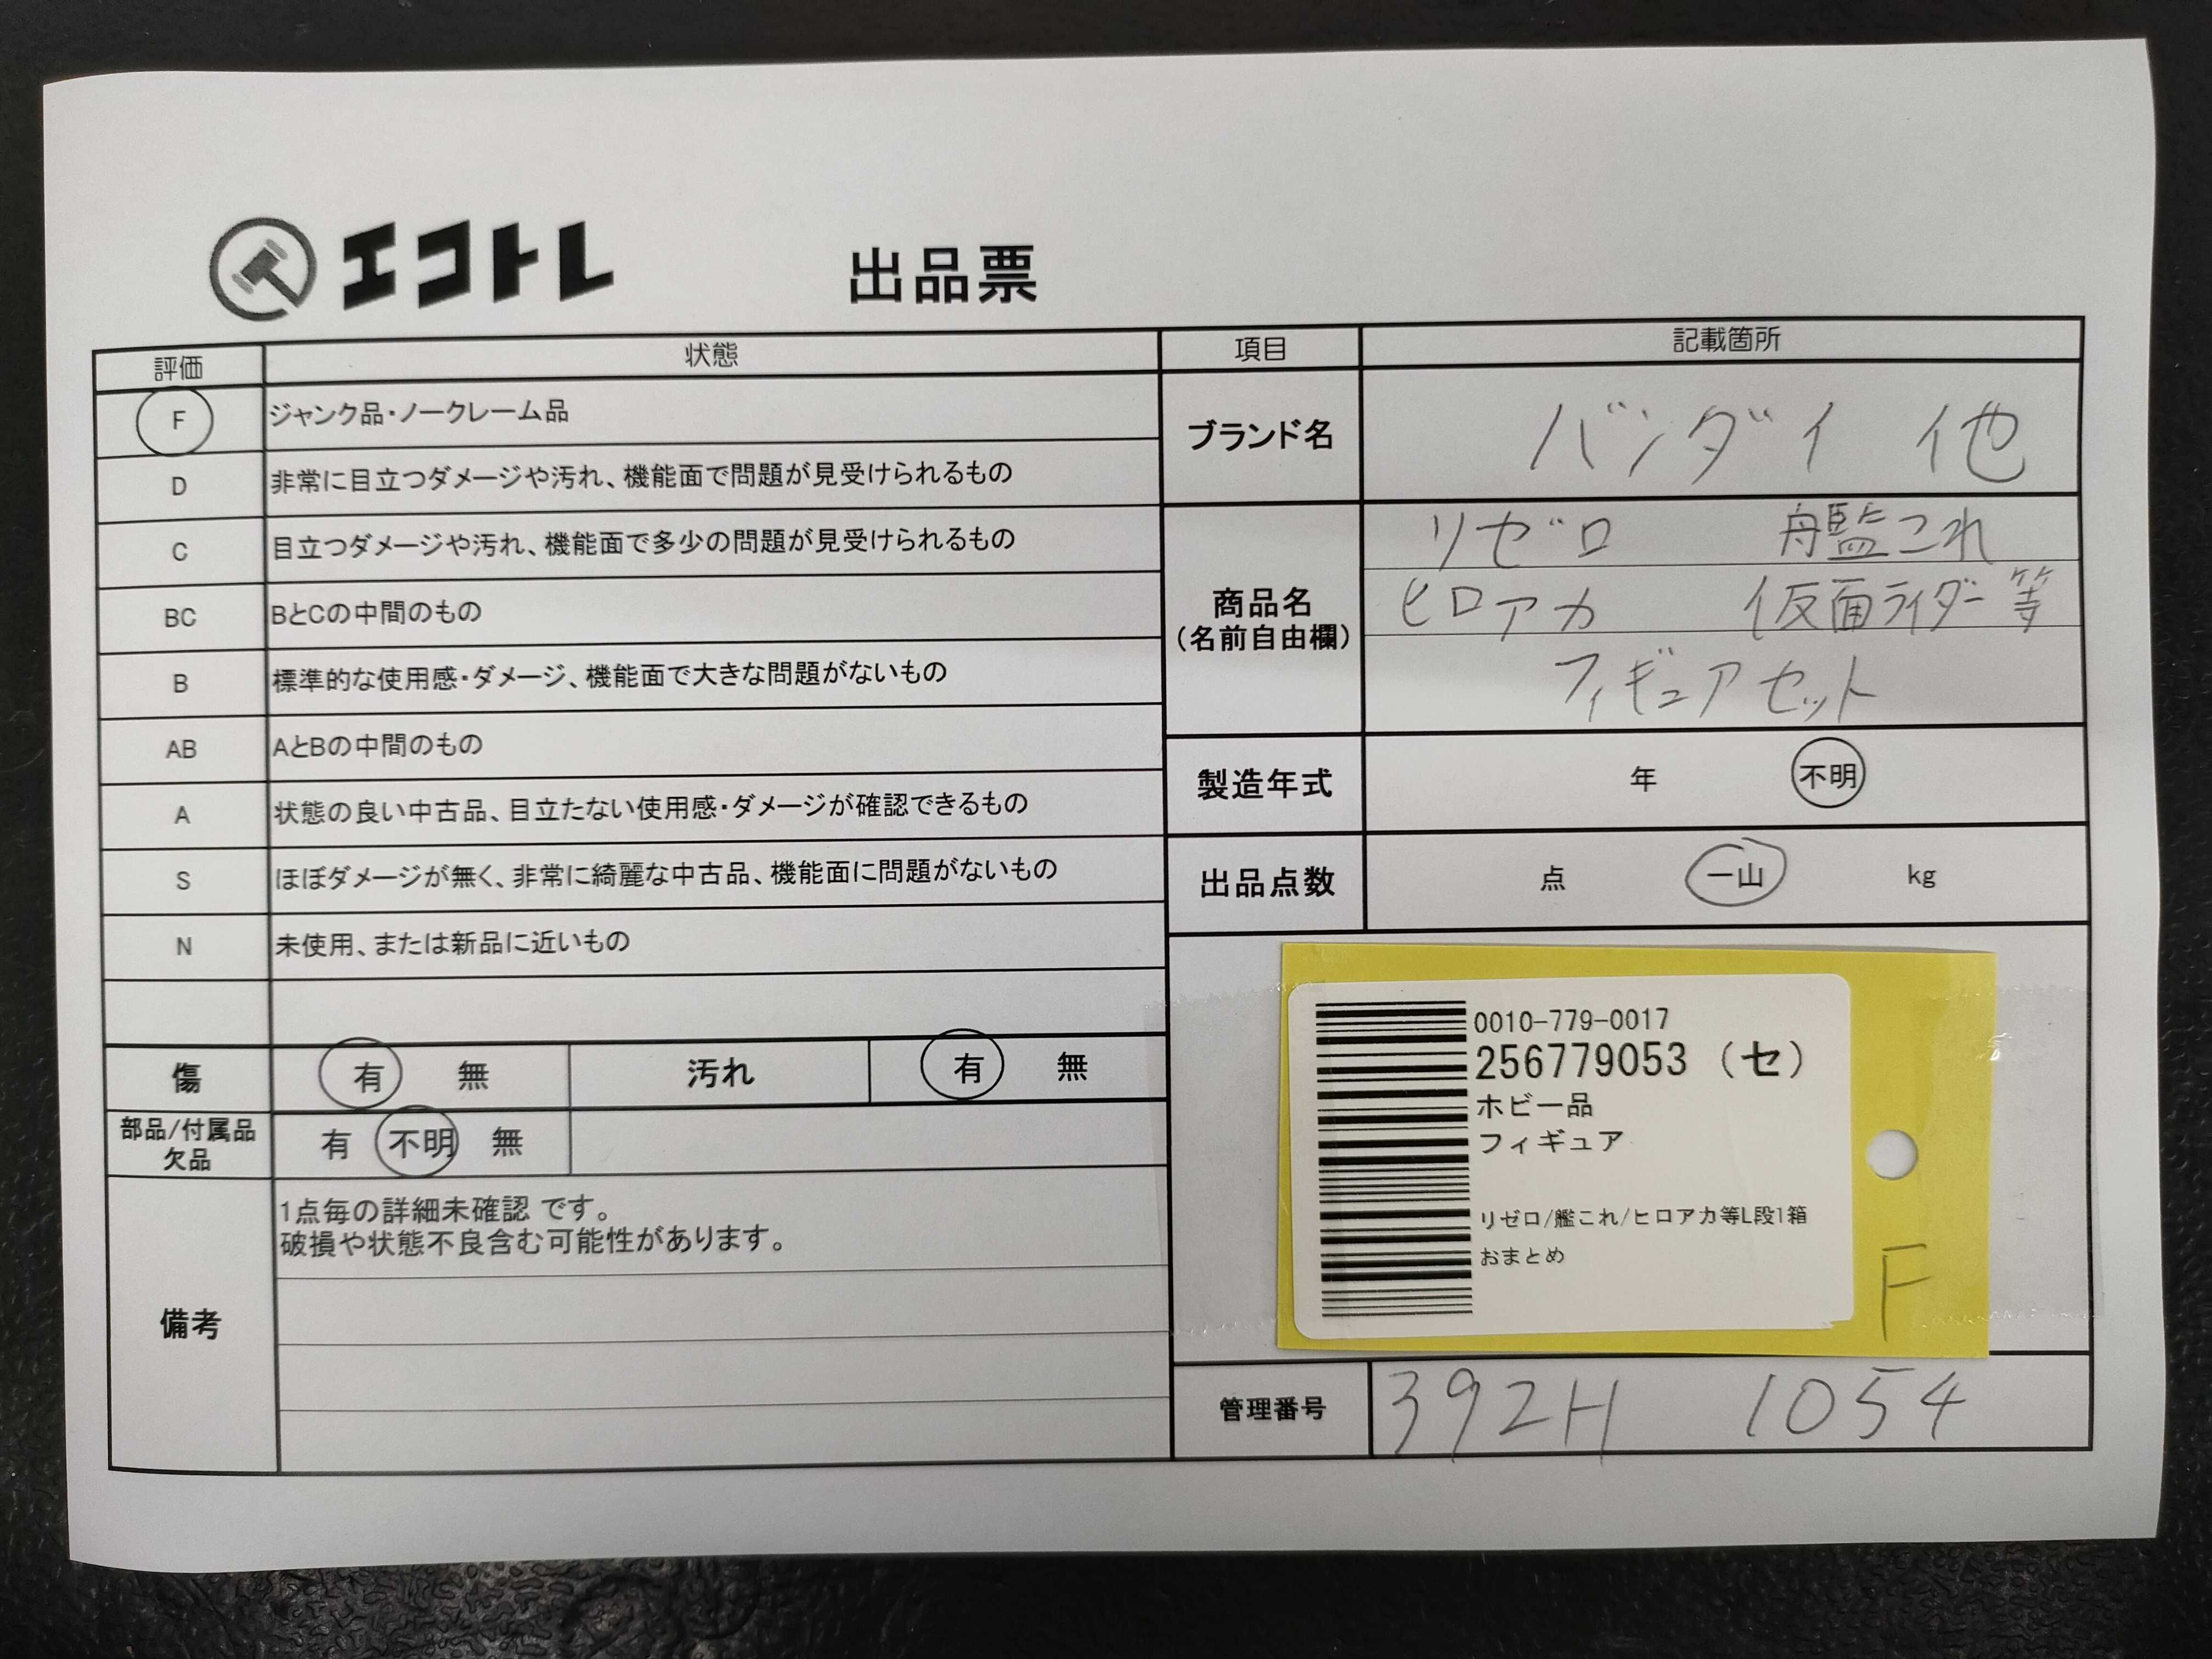 エコトレ
出品票
評価 状態
F ジャンク品・ノークレーム品
D 非常に目立つダメージや汚れ、機能面で問題が見受けられるもの
C 目立つダメージや汚れ、機能面で多少の問題が見受けられるもの
BC BとCの中間のもの
B 標準的な使用感・ダメージ、機能面で大きな問題がないもの
AB AとBの中間のもの
A 状態の良い中古品、目立たない使用感・ダメージが確認できるもの
S ほぼダメージが無く、非常に綺麗な中古品、機能面に問題がないもの
N 未使用、または新品に近いもの
傷 有 無 汚れ 有 無
部品/付属品
欠品
有 不明 無
備考
1点毎の詳細未確認 です。
破損や状態不良含む可能性があります。
項目 記載箇所
ブランド名 バンダイ 他
商品名
(名前自由欄)
リゼロ 艦これ
ヒロアカ 仮面ライダー等
フィギュアセット
製造年式 年 不明
出品点数 点 一山 kg
0010-779-0017
256779053 (セ)
ホビー品
フィギュア
リゼロ/艦これ/ヒロアカ等L段1箱
おまとめ
F
管理番号 392H 1054